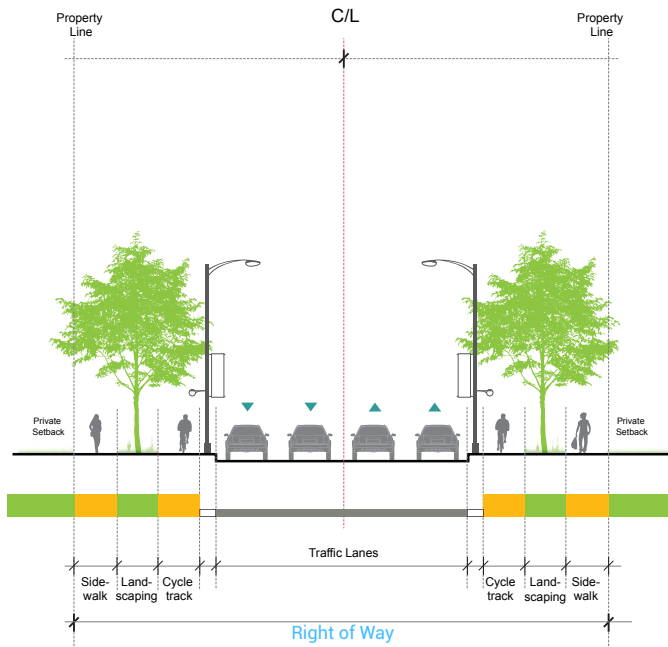 Property
Line
C/L
Property
Line
Private
Setback
Private
Setback
Traffic Lanes
Side-
walk
Land-
scaping
Cycle
track
Cycle
track
Land-
scaping
Side-
walk
Right of Way